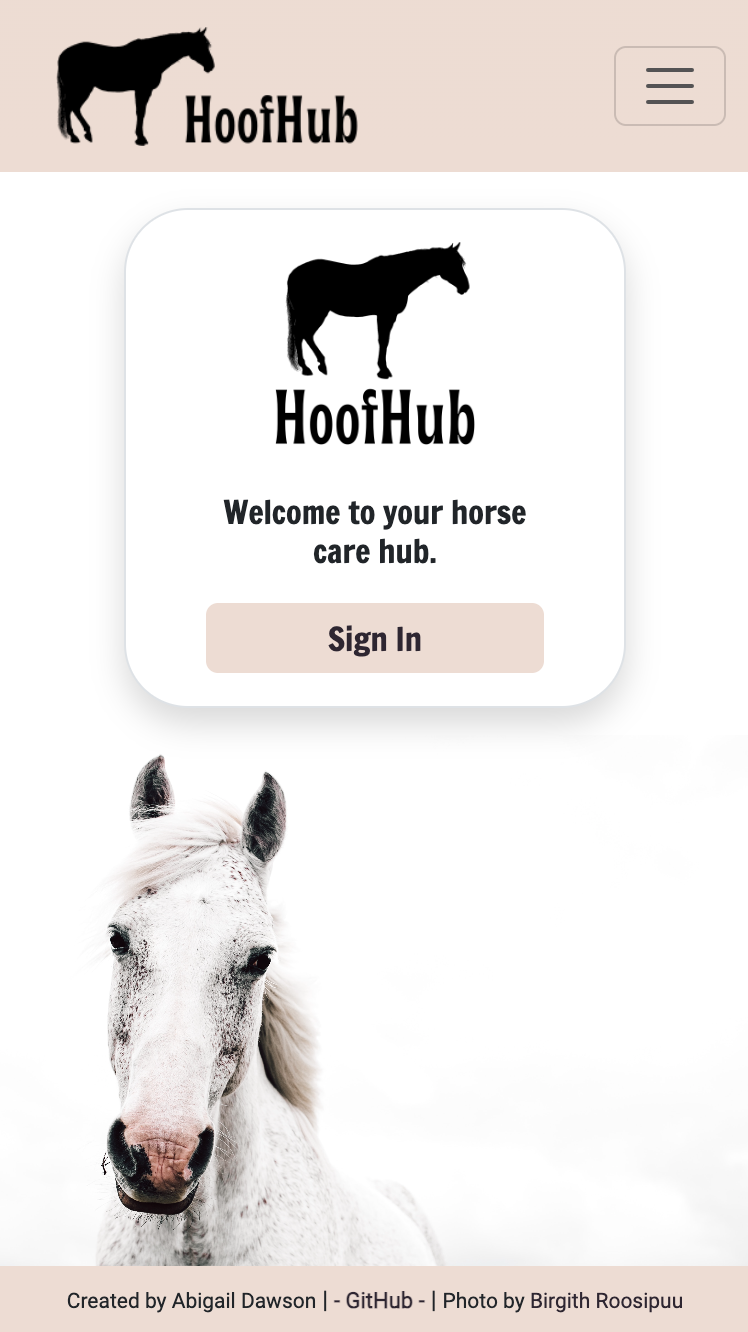 HoofHub
HoofHub
Welcome to your horse
care hub.
Sign In
Created by Abigail Dawson | - GitHub - | Photo by Birgith Roosipuu